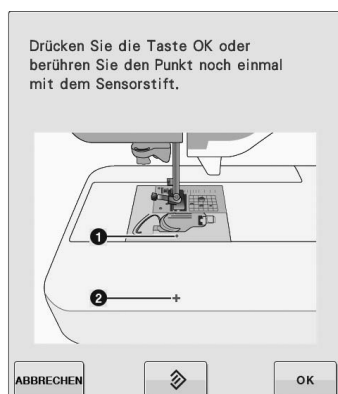 Drücken Sie die Taste OK oder
berühren Sie den Punkt noch einmal
mit dem Sensorstift.
1
2
ABBRECHEN
OK